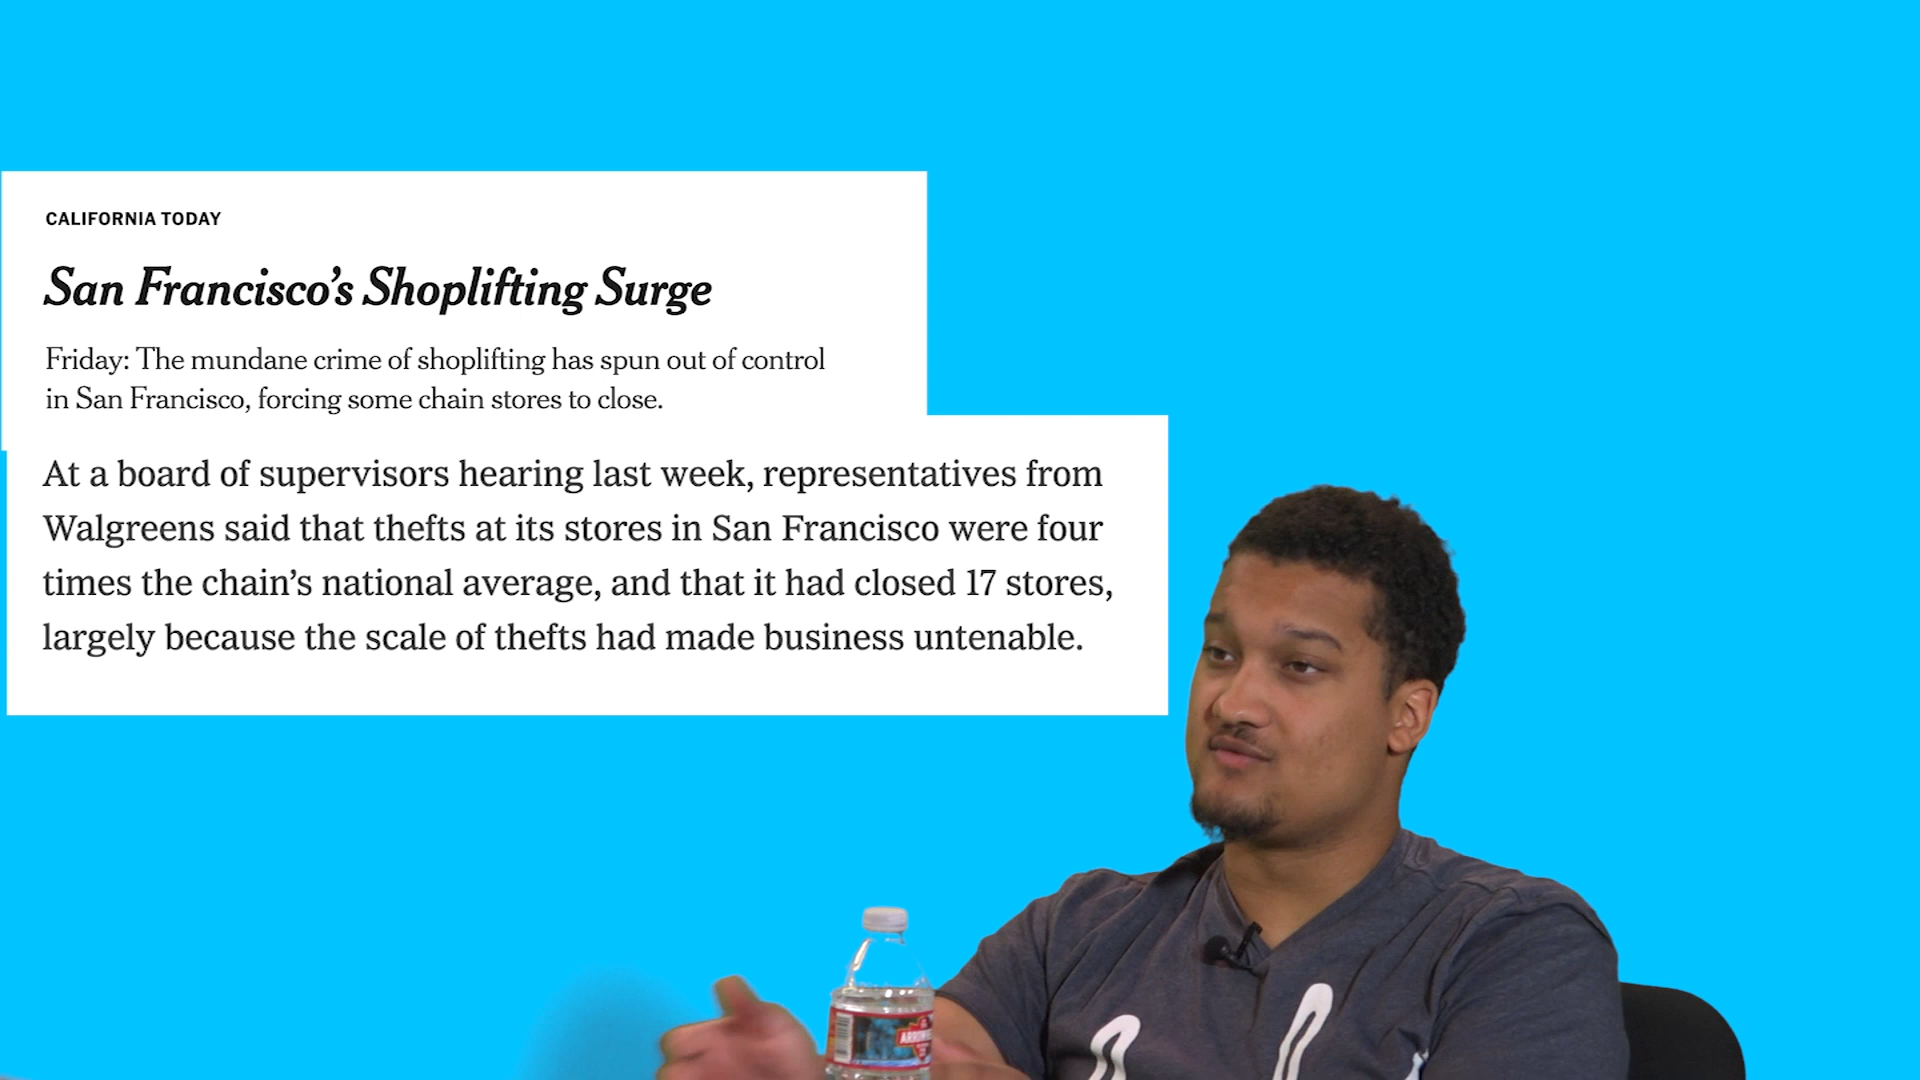 CALIFORNIA TODAY
San Francisco's Shoplifting Surge
Friday: The mundane crime of shoplifting has spun out of control
in San Francisco, forcing some chain stores to close.
At a board of supervisors hearing last week, representatives from
Walgreens said that thefts at its stores in San Francisco were four
times the chain's national average, and that it had closed 17 stores,
largely because the scale of thefts had made business untenable.